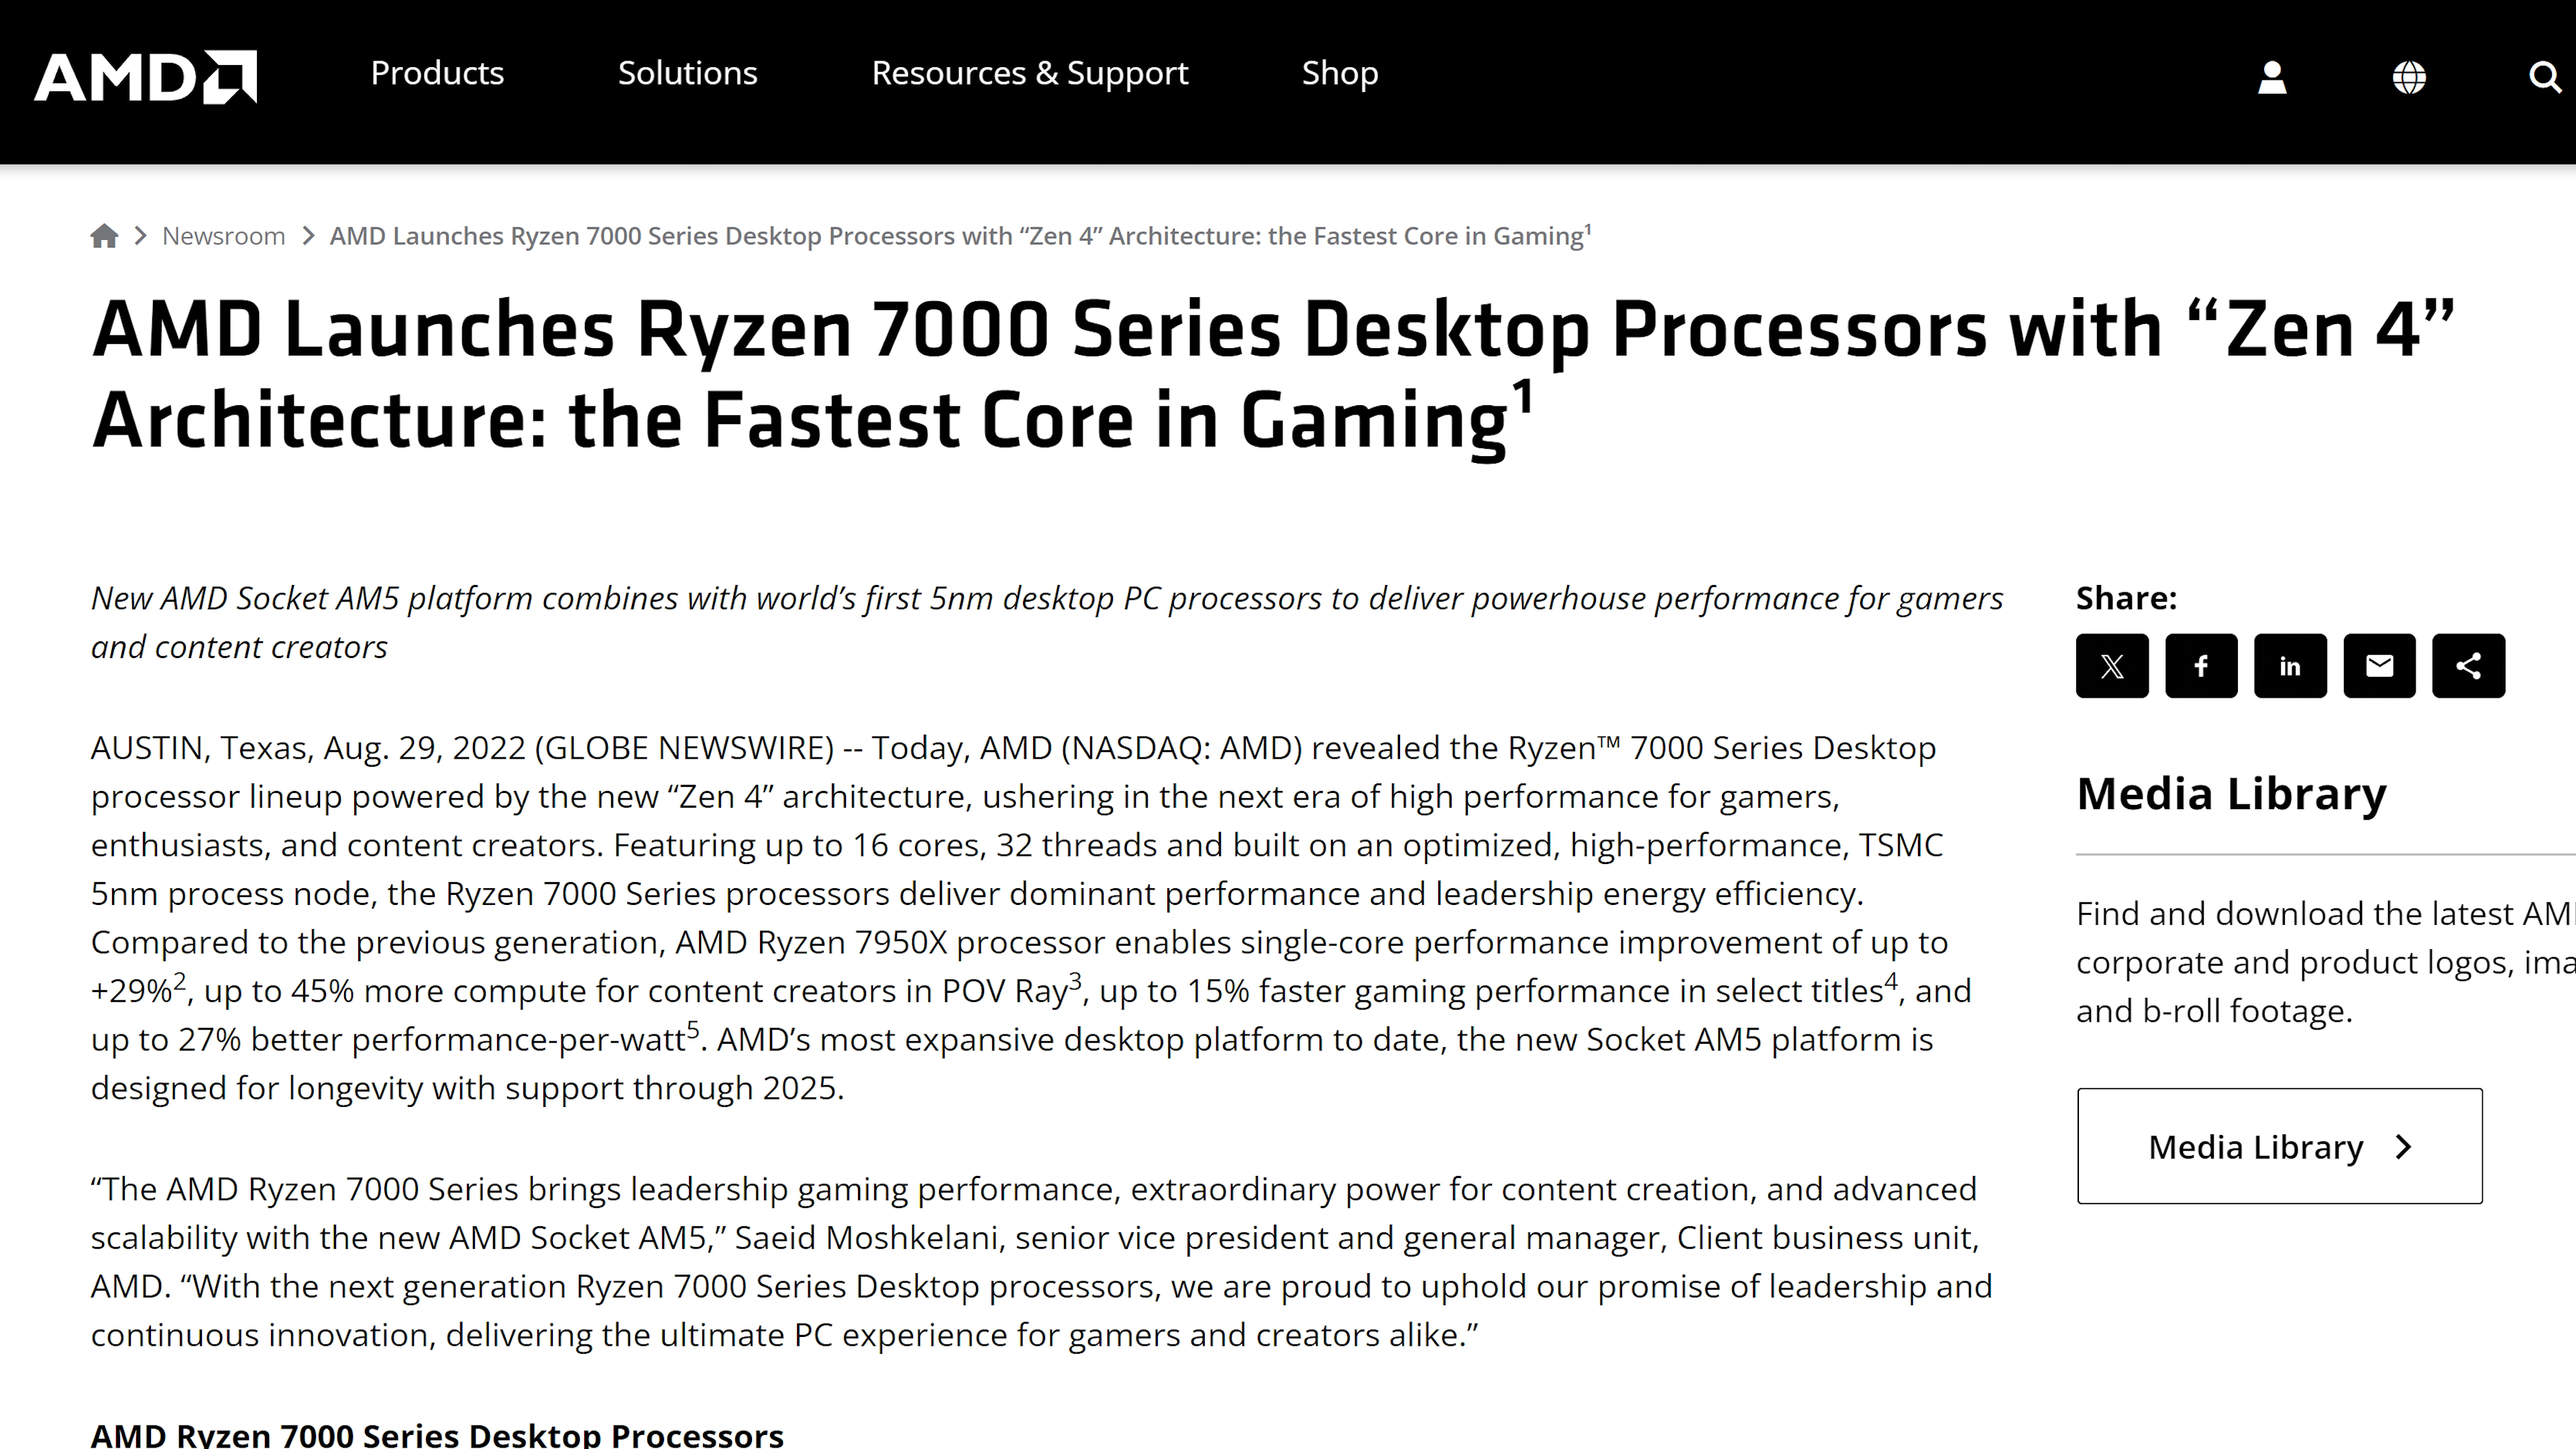 AMD
Products
Solutions
Resources & Support
Shop
Newsroom
AMD Launches Ryzen 7000 Series Desktop Processors with “Zen 4” Architecture: the Fastest Core in Gaming¹
AMD Launches Ryzen 7000 Series Desktop Processors with “Zen 4”
Architecture: the Fastest Core in Gaming¹
New AMD Socket AM5 platform combines with world’s first 5nm desktop PC processors to deliver powerhouse performance for gamers
and content creators
AUSTIN, Texas, Aug. 29, 2022 (GLOBE NEWSWIRE) -- Today, AMD (NASDAQ: AMD) revealed the Ryzen™ 7000 Series Desktop
processor lineup powered by the new “Zen 4” architecture, ushering in the next era of high performance for gamers,
enthusiasts, and content creators. Featuring up to 16 cores, 32 threads and built on an optimized, high-performance, TSMC
5nm process node, the Ryzen 7000 Series processors deliver dominant performance and leadership energy efficiency.
Compared to the previous generation, AMD Ryzen 7950X processor enables single-core performance improvement of up to
+29%², up to 45% more compute for content creators in POV Ray³, up to 15% faster gaming performance in select titles⁴, and
up to 27% better performance-per-watt⁵. AMD’s most expansive desktop platform to date, the new Socket AM5 platform is
designed for longevity with support through 2025.
“The AMD Ryzen 7000 Series brings leadership gaming performance, extraordinary power for content creation, and advanced
scalability with the new AMD Socket AM5,” Saeid Moshkelani, senior vice president and general manager, Client business unit,
AMD. “With the next generation Ryzen 7000 Series Desktop processors, we are proud to uphold our promise of leadership and
continuous innovation, delivering the ultimate PC experience for gamers and creators alike.”
AMD Ryzen 7000 Series Desktop Processors
Share:
X
f
in
Media Library
Find and download the latest
corporate and product logos,
and b-roll footage.
Media Library